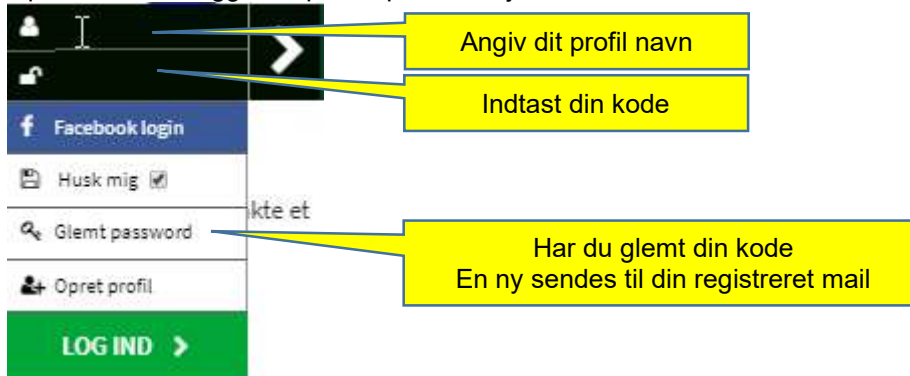 Angiv dit profil navn
Indtast din kode
Facebook login
Husk mig
kte et
Glemt password
Har du glemt din kode
En ny sendes til din registreret mail
Opret profil
LOG IND